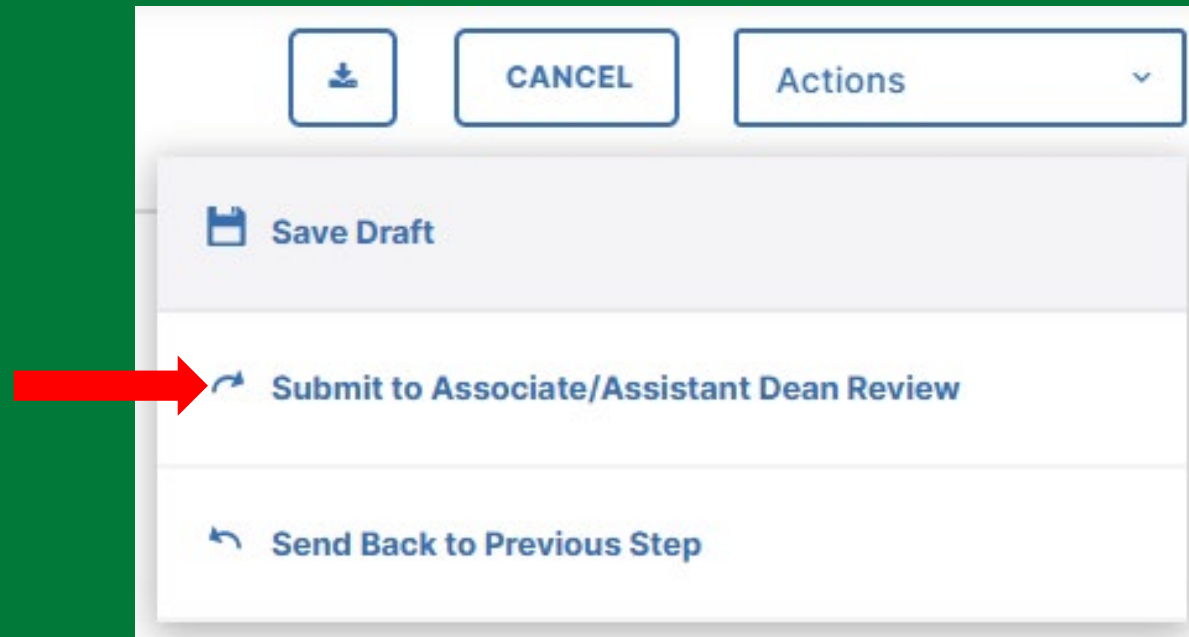 CANCEL
Actions
Save Draft
Submit to Associate/Assistant Dean Review
Send Back to Previous Step